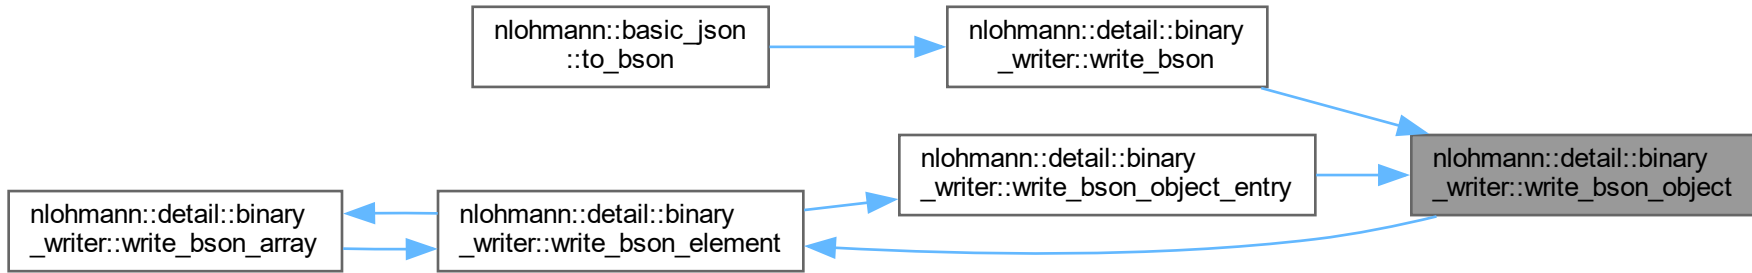 nlohmann::basic_json
::to_bson
nlohmann::detail::binary
_writer::write_bson
nlohmann::detail::binary
_writer::write_bson_object
nlohmann::detail::binary
_writer::write_bson_object_entry
nlohmann::detail::binary
_writer::write_bson_array
nlohmann::detail::binary
_writer::write_bson_element